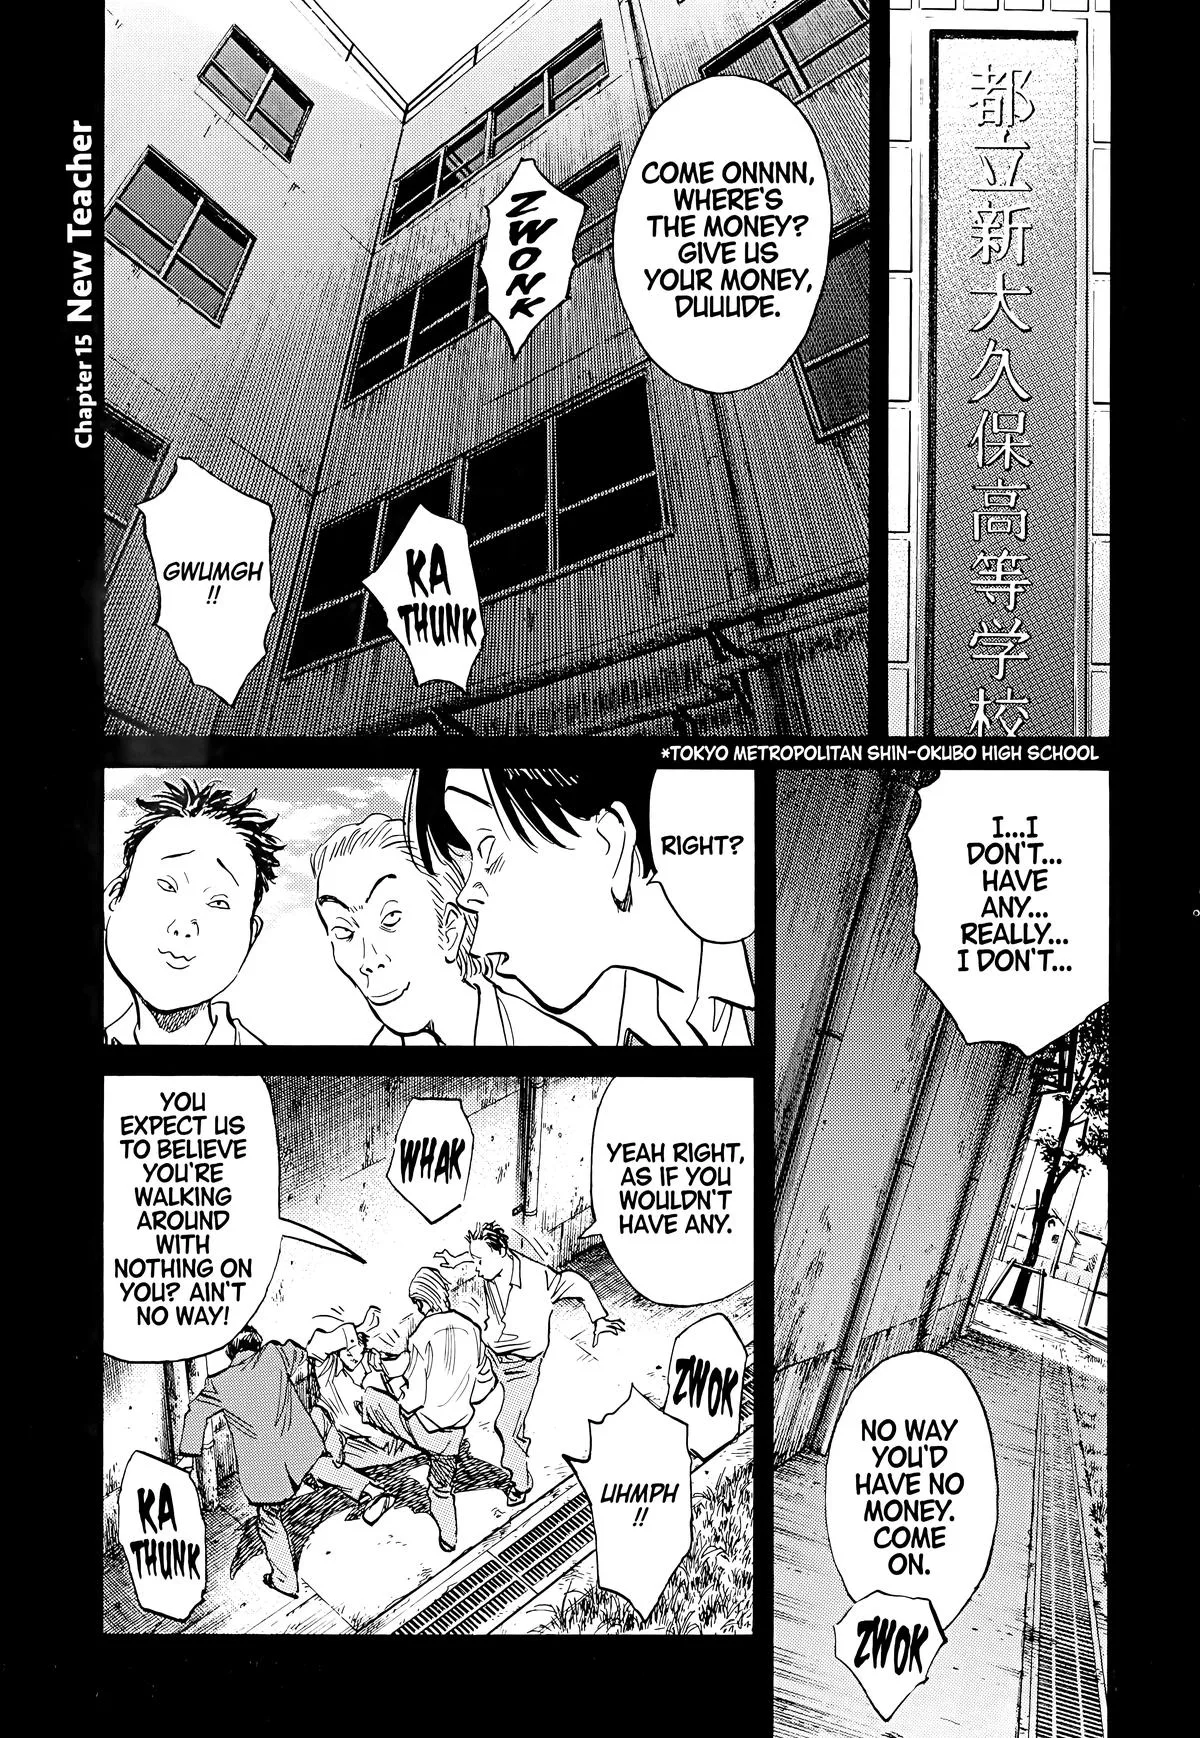 都立新大久保高等学校
*TOKYO METROPOLITAN SHIN-OKUBO HIGH SCHOOL
COME ONNNN,
WHERE'S
THE MONEY?
GIVE US
YOUR MONEY,
DUUUDE.
ZWONK
KA
THUNK
GWUMGH
!!
Chapter 15 New Teacher
I...I
DON'T...
HAVE
ANY...
REALLY...
I DON'T...
NO WAY
YOU'D
HAVE NO
MONEY.
COME
ON.
ZWOK
RIGHT?
YEAH RIGHT,
AS IF YOU
WOULDN'T
HAVE ANY.
WHAK
YOU
EXPECT US
TO BELIEVE
YOU'RE
WALKING
AROUND
WITH
NOTHING ON
YOU? AIN'T
NO WAY!
ZWOK
UHMPH
!!
KA
THUNK